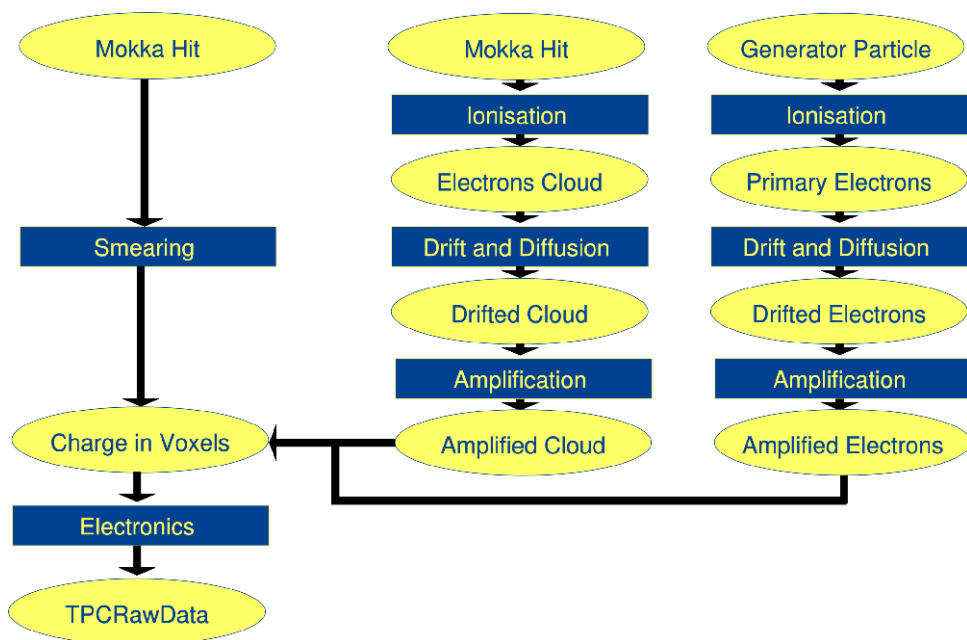 Mokka Hit
Smearing
Charge in Voxels
Electronics
TPCRawData
Mokka Hit
Ionisation
Electrons Cloud
Drift and Diffusion
Drifted Cloud
Amplification
Amplified Cloud
Generator Particle
Ionisation
Primary Electrons
Drift and Diffusion
Drifted Electrons
Amplification
Amplified Electrons